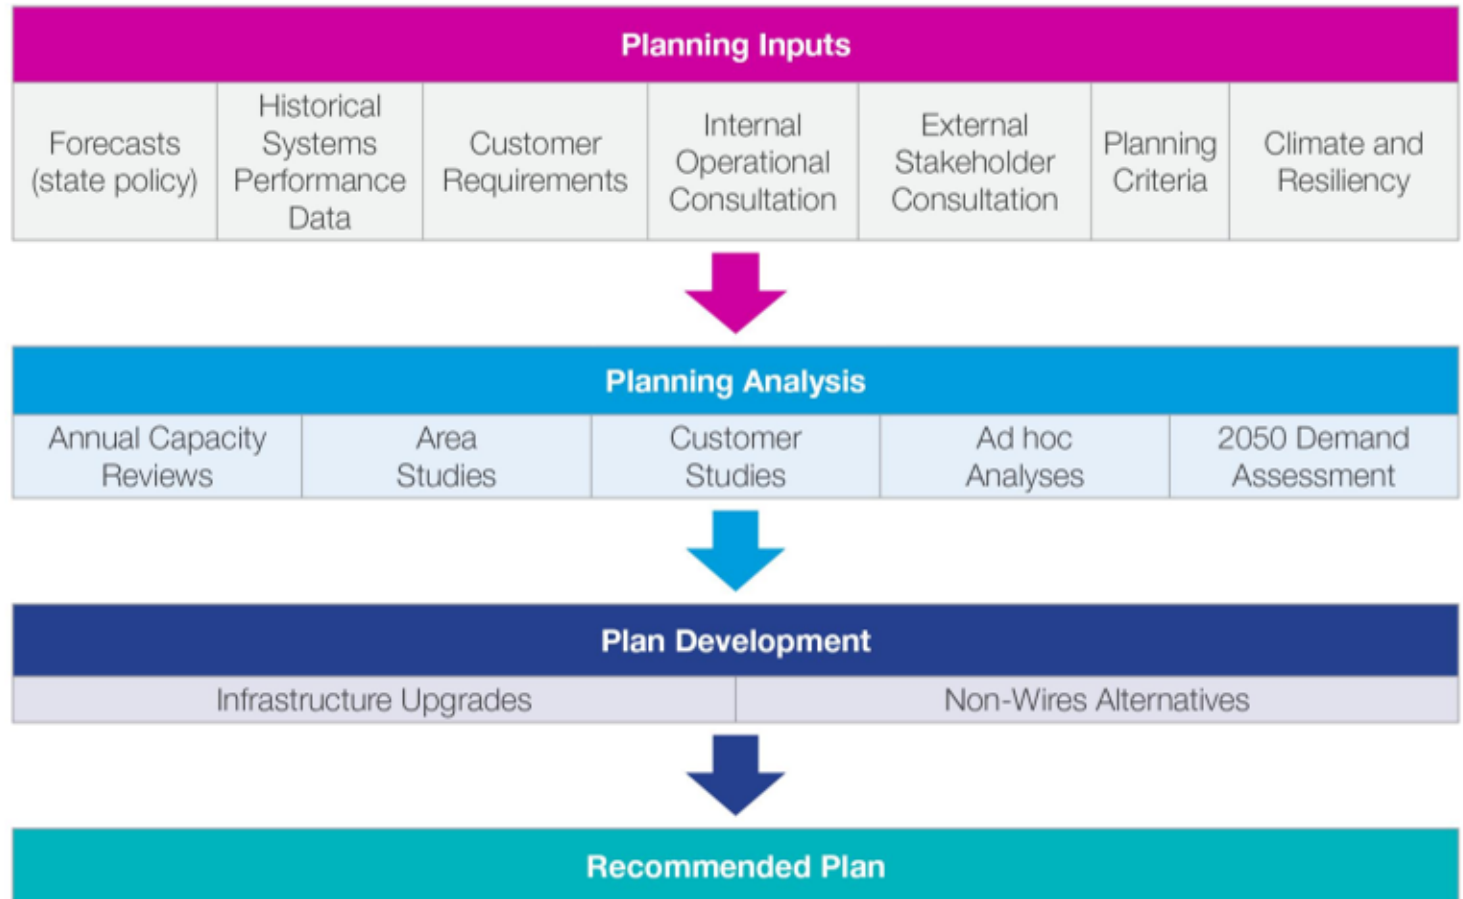 Planning Inputs
Forecasts
(state policy)
Historical
Systems
Performance
Data
Customer
Requirements
Internal
Operational
Consultation
External
Stakeholder
Consultation
Planning
Criteria
Climate and
Resiliency
Planning Analysis
Annual Capacity
Reviews
Area
Studies
Customer
Studies
Ad hoc
Analyses
2050 Demand
Assessment
Plan Development
Infrastructure Upgrades
Non-Wires Alternatives
Recommended Plan